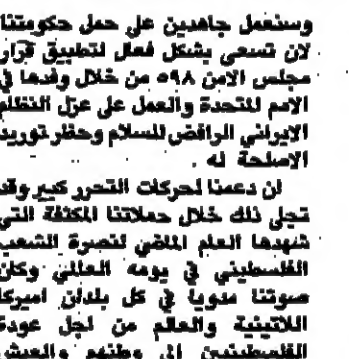 وسنعمل جاهدين على حمل حكومتنا
لان تسعى بشكل فعال لتطبيق قرار
مجلس الامن ٥٩٨ من خلال وفدها في
الامم المتحدة والعمل على عزل النظام
الايراني الرافض للسلام وحظر توريد
الاسلحة له .
ان دعمنا لحركات التحرر كبير وقد
تجلى ذلك خلال حملاتنا المكثفة التي
شهدها العام الماضي لنصرة الشعب
الفلسطيني في يومه العالمي وكان
صوتنا مدويا في كل بلدان اميركا
اللاتينية والعالم من اجل عودة
الفلسطينيين الى وطنهم والعيش